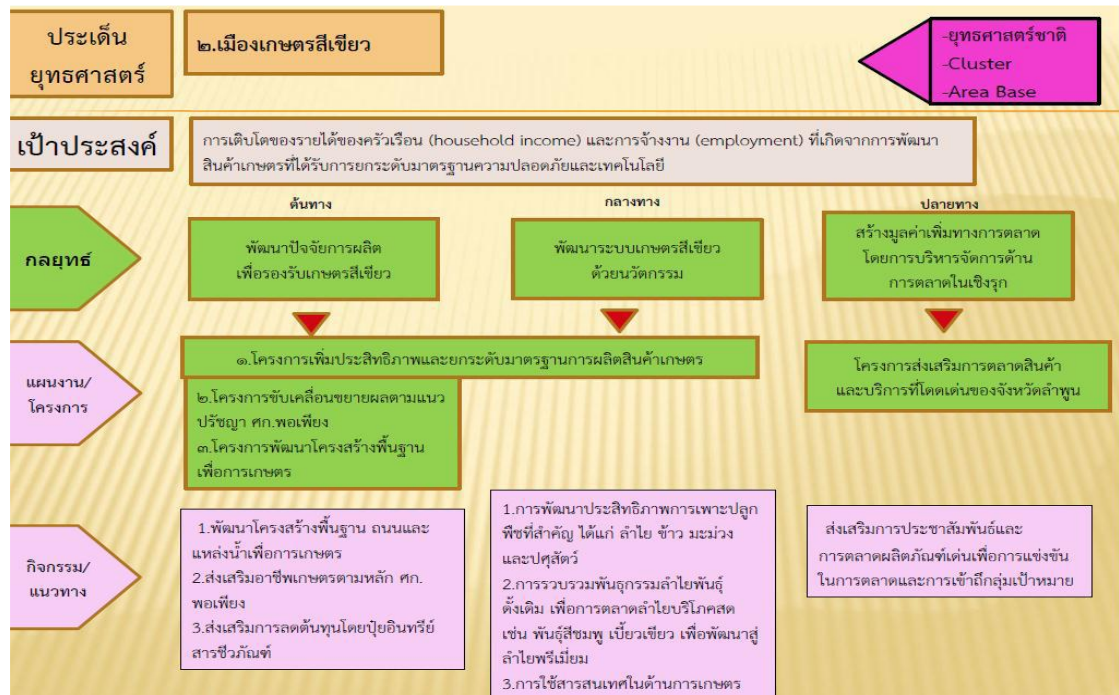 ประเด็น
ยุทธศาสตร์
๒.เมืองเกษตรสีเขียว
-ยุทธศาสตร์ชาติ
-Cluster
-Area Base
เป้าประสงค์
การเติบโตของรายได้ของครัวเรือน (household income) และการจ้างงาน (employment) ที่เกิดจากการพัฒนา
สินค้าเกษตรที่ได้รับการยกระดับมาตรฐานความปลอดภัยและเทคโนโลยี
กลยุทธ์
ต้นทาง
พัฒนาปัจจัยการผลิต
เพื่อรองรับเกษตรสีเขียว
กลางทาง
พัฒนาระบบเกษตรสีเขียว
ด้วยนวัตกรรม
ปลายทาง
สร้างมูลค่าเพิ่มทางการตลาด
โดยการบริหารจัดการด้าน
การตลาดในเชิงรุก
แผนงาน/
โครงการ
๑.โครงการเพิ่มประสิทธิภาพและยกระดับมาตรฐานการผลิตสินค้าเกษตร
๒.โครงการขับเคลื่อนขยายผลตามแนว
ปรัชญา ศก.พอเพียง
๓.โครงการพัฒนาโครงสร้างพื้นฐาน
เพื่อการเกษตร
โครงการส่งเสริมการตลาดสินค้า
และบริการที่โดดเด่นของจังหวัดลำพูน
กิจกรรม/
แนวทาง
1.พัฒนาโครงสร้างพื้นฐาน ถนนและ
แหล่งน้ำเพื่อการเกษตร
2.ส่งเสริมอาชีพเกษตรตามหลัก ศก.
พอเพียง
3.ส่งเสริมการลดต้นทุนโดยปุ๋ยอินทรีย์
สารชีวภัณฑ์
1.การพัฒนาประสิทธิภาพการเพาะปลูก
พืชที่สำคัญ ได้แก่ ลำไย ข้าว มะม่วง
และปศุสัตว์
2.การรวบรวมพันธุกรรมลำไยพันธุ์
ดั้งเดิม เพื่อการตลาดลำไยบริโภคสด
เช่น พันธุ์สีชมพู เบี้ยวเขียว เพื่อพัฒนาสู่
ลำไยพรีเมี่ยม
3.การใช้สารสนเทศในด้านการเกษตร
ส่งเสริมการประชาสัมพันธ์และ
การตลาดผลิตภัณฑ์เด่นเพื่อการแข่งขัน
ในการตลาดและการเข้าถึงกลุ่มเป้าหมาย